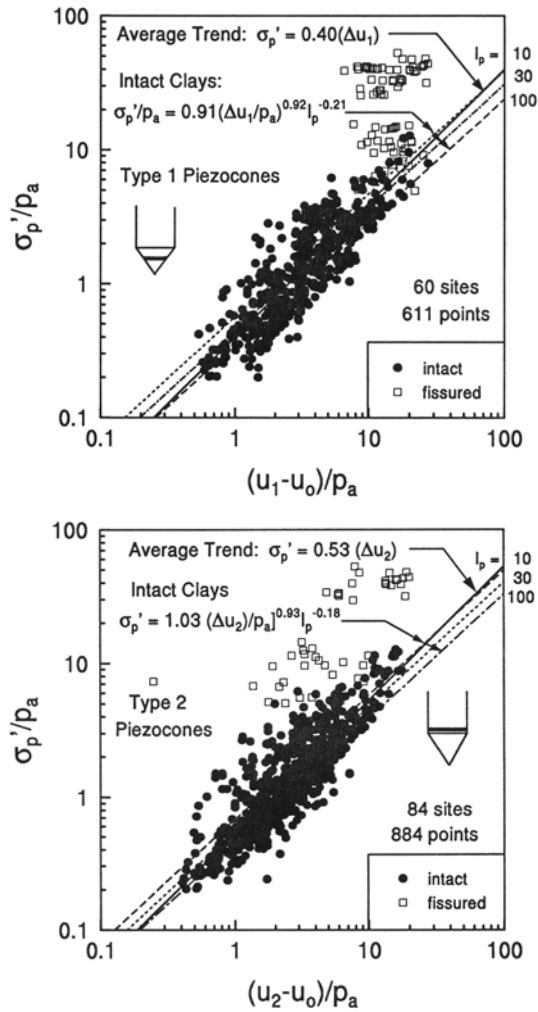 100
Average Trend: σp' = 0.40(Δu1)
Ip = 10
30
100
Intact Clays:
σp'/pa = 0.91(Δu1/pa)^0.92 Ip^-0.21
10
Type 1 Piezocones
σp'/pa
1
60 sites
611 points
intact
fissured
0.1
0.1 1 10 100
(u1-uo)/pa
100
Average Trend: σp' = 0.53 (Δu2)
Ip = 10
30
100
Intact Clays
σp' = 1.03 (Δu2)/pa]^0.93 Ip^-0.18
10
Type 2
Piezocones
σp'/pa
1
84 sites
884 points
intact
fissured
0.1
0.1 1 10 100
(u2-uo)/pa